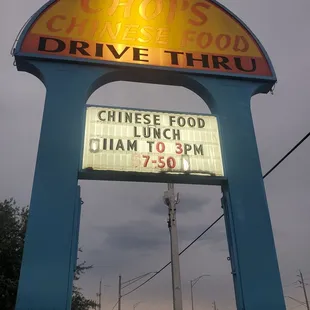 CHOI'S
CHINESE FOOD
DRIVE THRU
CHINESE FOOD
LUNCH
11AM TO 3PM
7-50